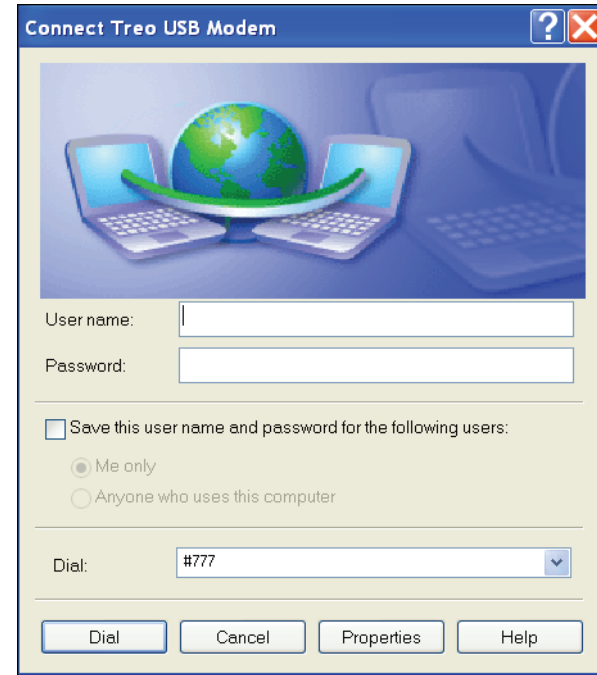 Connect Treo USB Modem
User name:
Password:
Save this user name and password for the following users:
Me only
Anyone who uses this computer
Dial:
#777
Dial
Cancel
Properties
Help